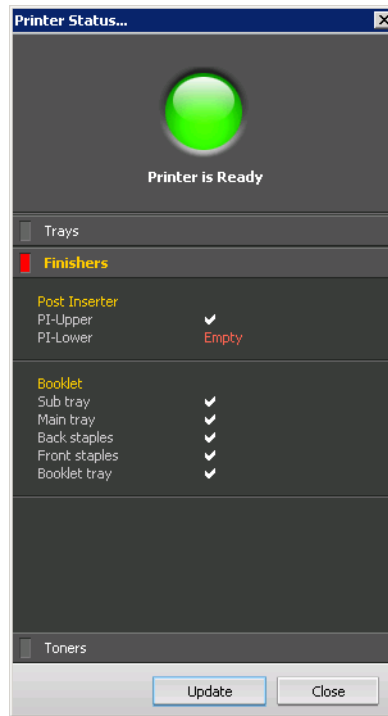 Printer Status...
Printer is Ready
Trays
Finishers
Post Inserter
PI-Upper ✔
PI-Lower Empty
Booklet
Sub tray ✔
Main tray ✔
Back staples ✔
Front staples ✔
Booklet tray ✔
Toners
Update Close